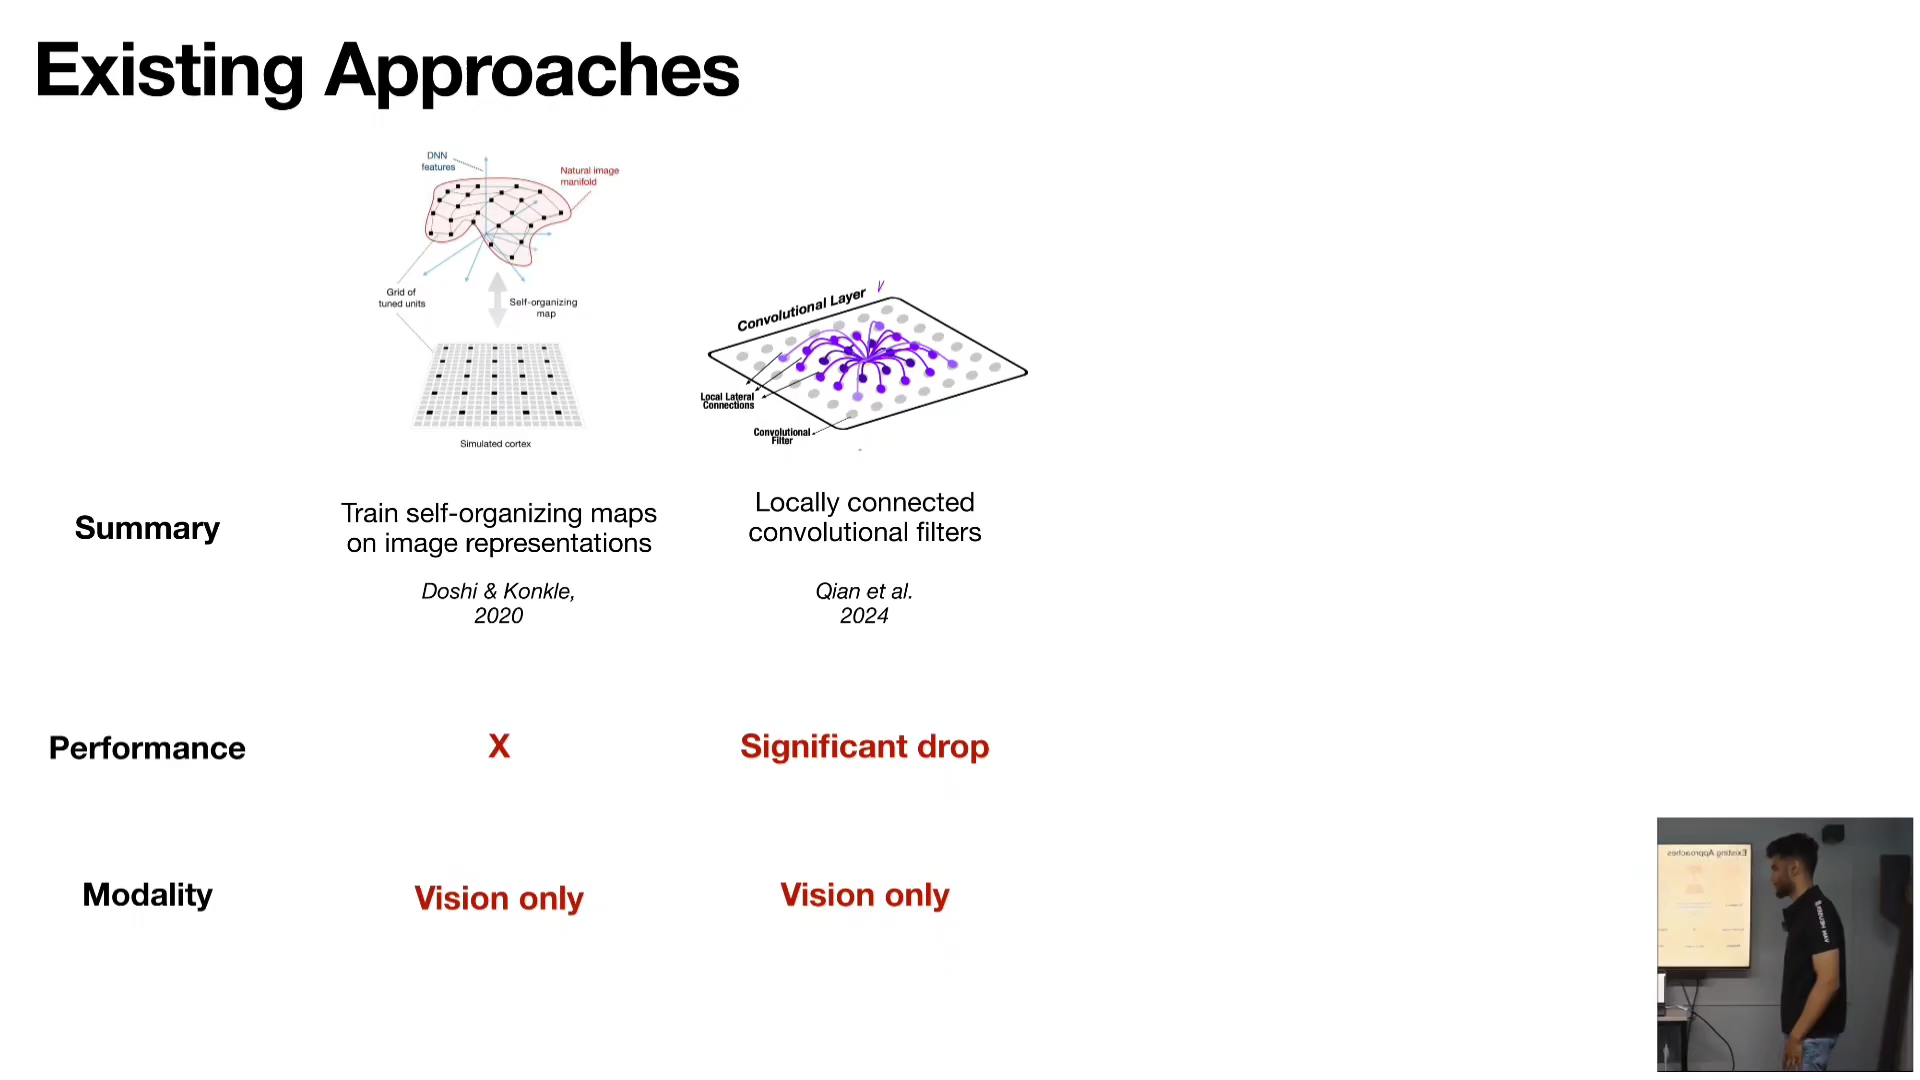 Existing Approaches
DNN
features
Natural image
manifold
Grid of
tuned units
Self-organizing
map
Simulated cortex
Convolutional Layer
Local Lateral
Connections
Convolutional
Filter
Summary
Train self-organizing maps
on image representations
Doshi & Konkle,
2020
Locally connected
convolutional filters
Qian et al.
2024
Performance
X
Significant drop
Modality
Vision only
Vision only
Existing Approaches